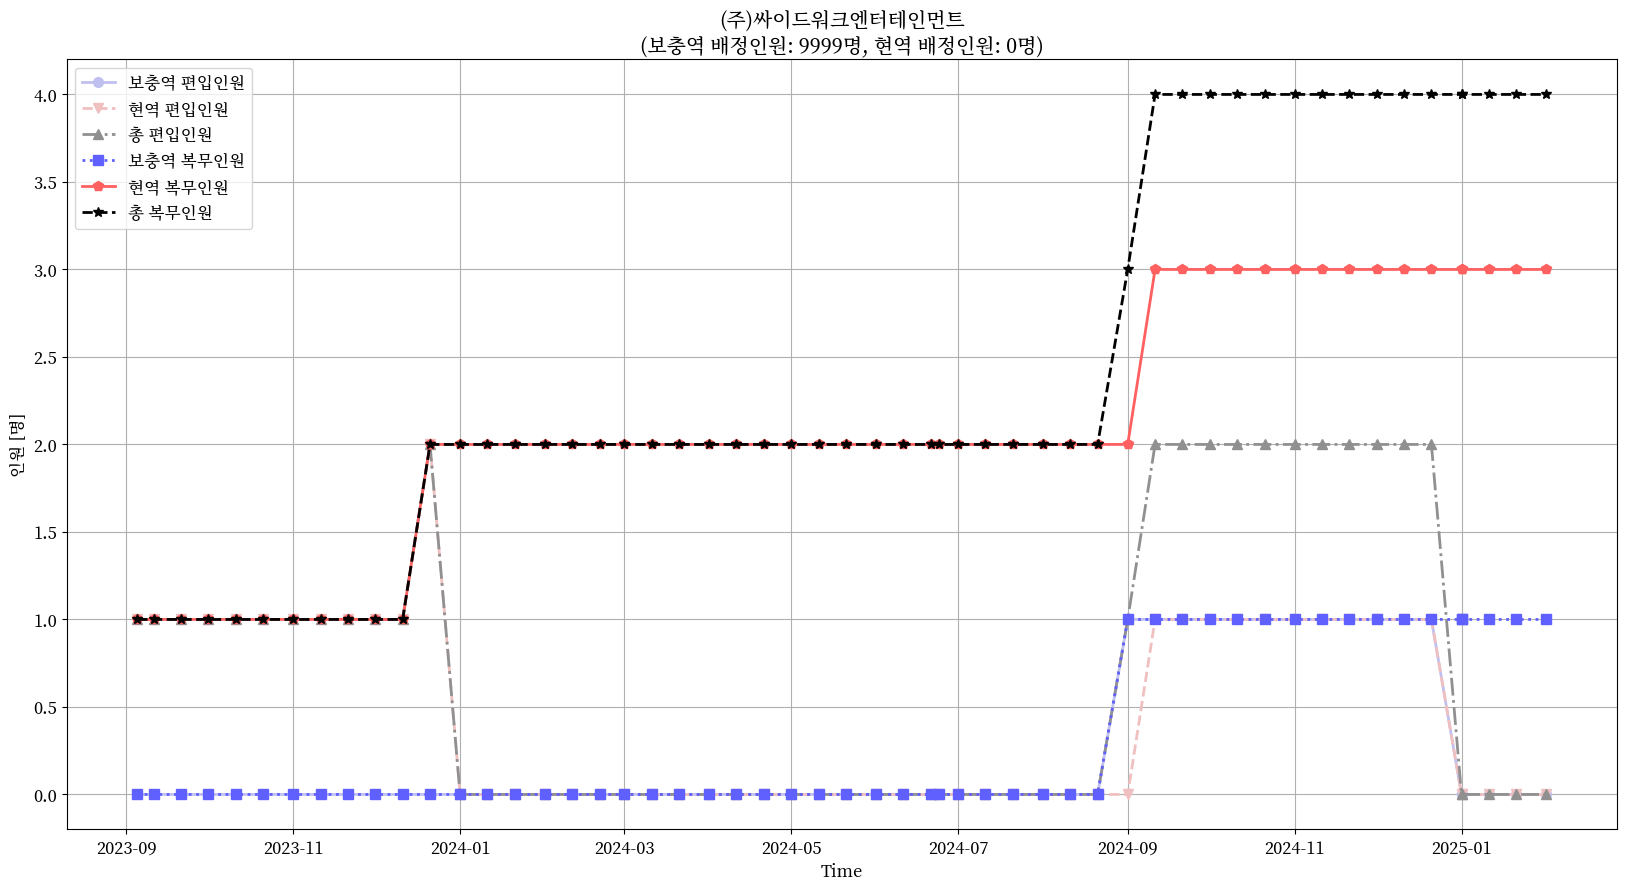 (주)싸이드워크엔터테인먼트
(보충역 배정인원: 9999명, 현역 배정인원: 0명)
보충역 편입인원
현역 편입인원
총 편입인원
보충역 복무인원
현역 복무인원
총 복무인원
4.0
3.5
3.0
2.5
2.0
1.5
1.0
0.5
0.0
인원 [명]
2023-09 2023-11 2024-01 2024-03 2024-05 2024-07 2024-09 2024-11 2025-01
Time